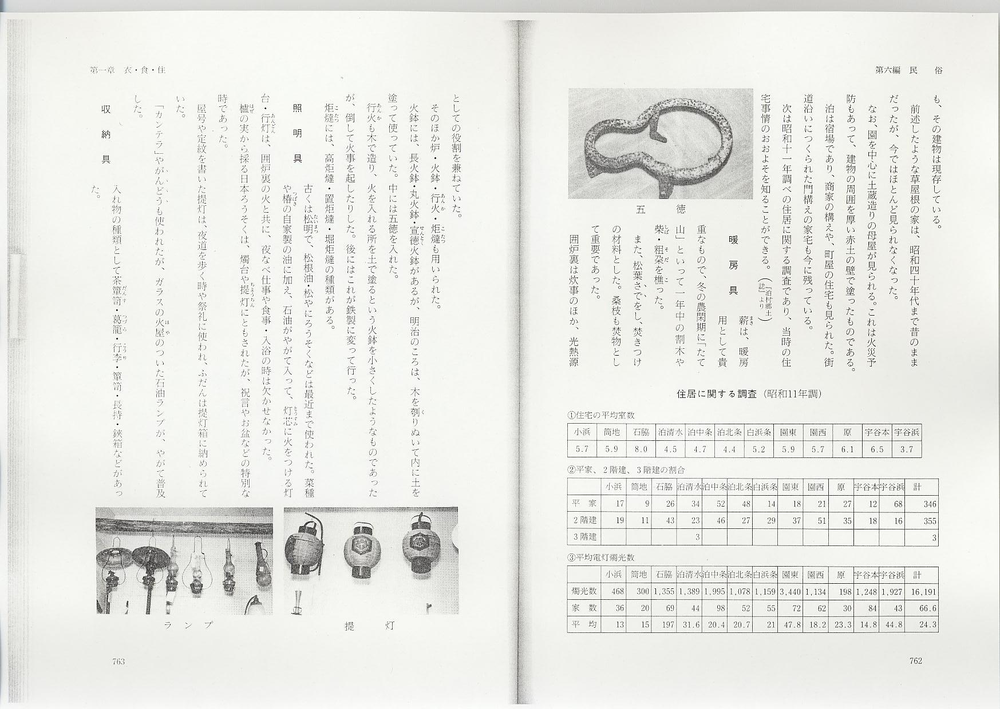 第六編　民　　俗
も、その建物は現存している。
　前述したような草屋根の家は、昭和四十年代まで昔のまま
だったが、今ではほとんど見られなくなった。
　なお、園を中心に土蔵造りの母屋が見られる。これは火災予
防もあって、建物の周囲を厚い赤土の壁で塗ったものである。
　泊は宿場であり、商家の構えや、町屋の住宅も見られた。街
道沿いにつくられた門構えの家宅も今に残っている。
　次は昭和十一年調べの住居に関する調査であり、当時の住
宅事情のおおよそを知ることができる。（「泊村郷土誌」より）
五　　徳
暖　房　具
薪は、暖房
用として貴
重なもので、冬の農閑期に「たて
山」といって一年中の割木や
柴・粗朶を樵った。
　また、松葉さでをし、焚きつけ
の材料とした。桑枝も焚物とし
て重要であった。
　囲炉裏は炊事のほか、光熱源
住居に関する調査（昭和11年調）
①住宅の平均室数
小浜　筒地　石脇　泊清水　泊中条　泊北条　白浜条　園東　園西　原　宇谷本　宇谷浜
5.7　5.9　8.0　4.5　4.7　4.4　5.2　5.9　5.7　6.1　6.5　3.7
②平家、２階建、３階建の割合
小浜　筒地　石脇　泊清水　泊中条　泊北条　白浜条　園東　園西　原　宇谷本　宇谷浜　計
平　家　17　9　26　34　52　48　14　18　21　27　12　68　346
２階建　19　11　43　23　46　27　29　37　51　35　18　16　355
３階建　3　3
③平均電灯燭光数
小浜　筒地　石脇　泊清水　泊中条　泊北条　白浜条　園東　園西　原　宇谷本　宇谷浜　計
燭光数　468　300　1,355　1,389　1,995　1,078　1,159　3,440　1,134　198　1,248　1,927　16,191
家　数　36　20　69　44　98　52　55　72　62　30　84　43　66.6
平　均　13　15　197　31.6　20.4　20.7　21　47.8　18.2　23.3　14.8　44.8　24.3
762
第一章　衣・食・住
としての役割を兼ねていた。
　そのほか炉・火鉢・行火・炬燵も用いられた。
　火鉢には、長火鉢・丸火鉢・宣徳火鉢があるが、明治のころは、木を刳りぬいて内に土を
塗って使っていた。中には五徳を入れた。
　行火も木で造り、火を入れる所を土で塗るという火鉢を小さくしたようなものであった
が、倒して火事を起したりした。後にはこれが鉄製に変って行った。
　炬燵には、高炬燵・置炬燵・堀炬燵の種類がある。
照　明　具
古くは松明で、松根油・松やにろうそくなどは最近まで使われた。菜種
や椿の自家製の油に加え、石油がやがて入って、灯芯に火をつける灯
台・行灯は、囲炉裏の火と共に、夜なべ仕事や食事・入浴の時は欠かせなかった。
　櫨の実から採る日本ろうそくは、燭台や提灯にともされたが、祝言やお盆などの特別な
時であった。
　屋号や定紋を書いた提灯は、夜道を歩く時や祭礼に使われ、ふだんは提灯箱に納められて
いた。
　「カンテラ」やがんどうも使われたが、ガラスの火屋のついた石油ランプが、やがて普及
した。
収　納　具
入れ物の種類として茶簞笥・葛籠・行李・簞笥・長持・鋏箱などがあっ
た。
提　　灯
ランプ
763